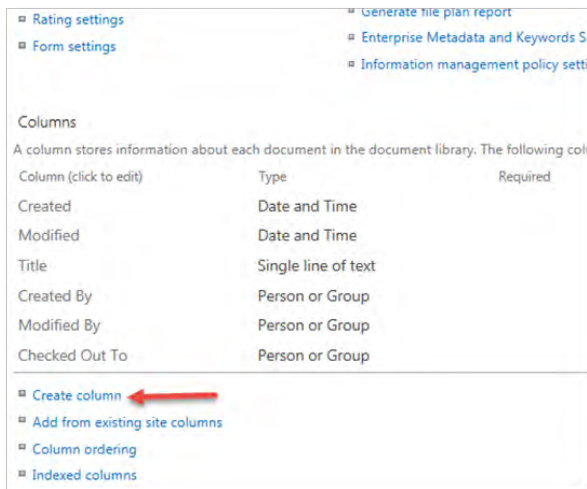 Rating settings
Form settings
Generate file plan report
Enterprise Metadata and Keywords S
Information management policy setti
Columns
A column stores information about each document in the document library. The following colu
Column (click to edit) Type Required
Created Date and Time
Modified Date and Time
Title Single line of text
Created By Person or Group
Modified By Person or Group
Checked Out To Person or Group
Create column
Add from existing site columns
Column ordering
Indexed columns